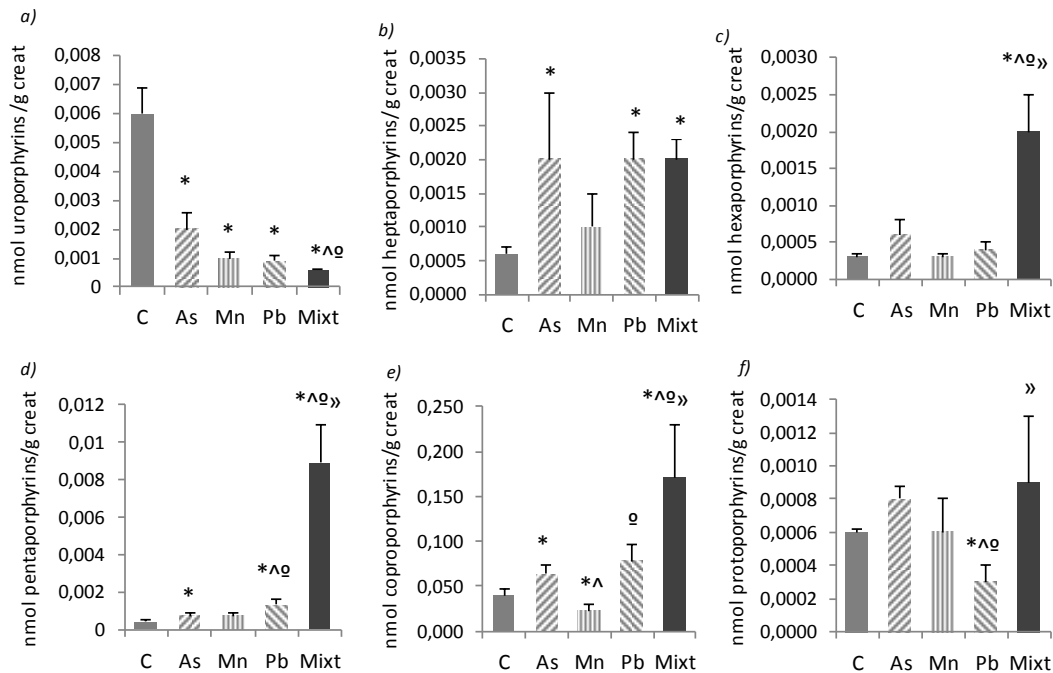 a)
nmol uroporphyrins/g creat
0,008
0,007
0,006
0,005
0,004
0,003
0,002
0,001
0
*
*
*
*^º
C As Mn Pb Mixt
b)
nmol heptaporphyrins/g creat
0,0035
0,0030
0,0025
0,0020
0,0015
0,0010
0,0005
0,0000
*
*
*
C As Mn Pb Mixt
c)
nmol hexaporphyrins/g creat
0,0030
0,0025
0,0020
0,0015
0,0010
0,0005
0,0000
*^º»
C As Mn Pb Mixt
d)
nmol pentaporphyrins/g creat
0,012
0,01
0,008
0,006
0,004
0,002
0
*
*^º
*^º»
C As Mn Pb Mixt
e)
nmol coproporphyrins/g creat
0,250
0,200
0,150
0,100
0,050
0,000
*
*^
º
*^º»
C As Mn Pb Mixt
f)
nmol protoporphyrins/g creat
0,0014
0,0012
0,0010
0,0008
0,0006
0,0004
0,0002
0,0000
*^º
»
C As Mn Pb Mixt